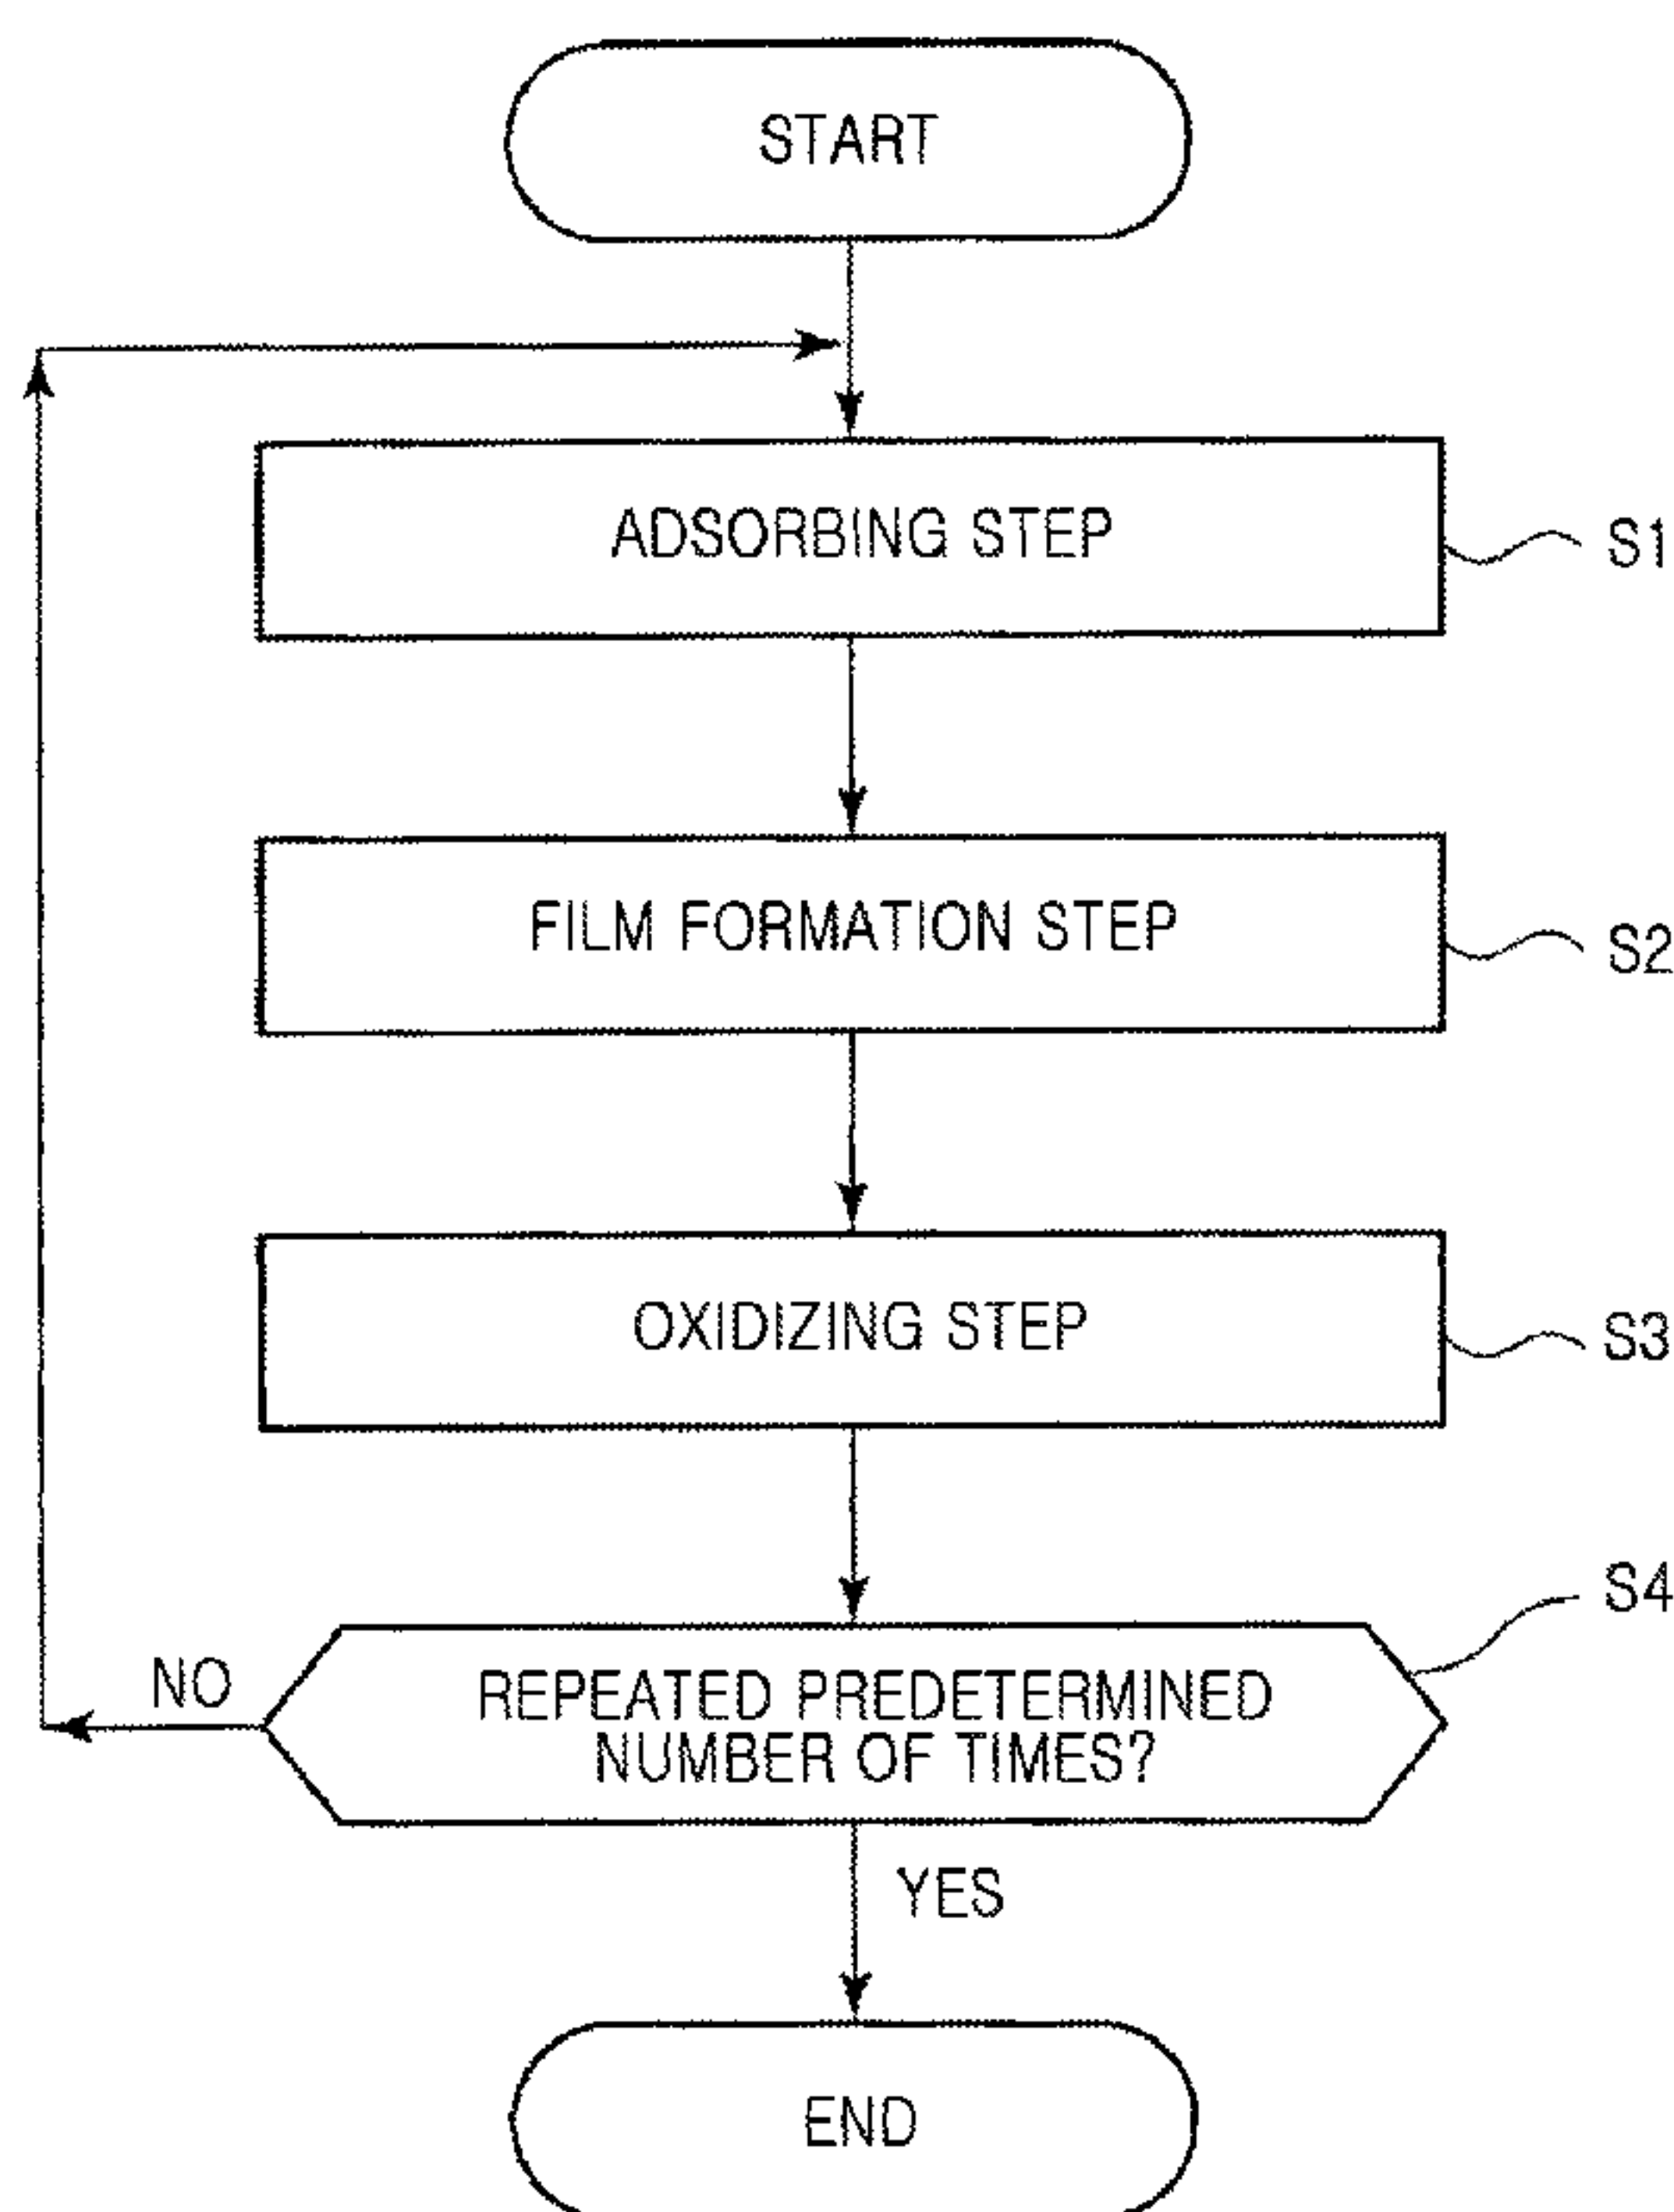 START
ADSORBING STEP
S1
FILM FORMATION STEP
S2
OXIDIZING STEP
S3
S4
NO
REPEATED PREDETERMINED
NUMBER OF TIMES?
YES
END